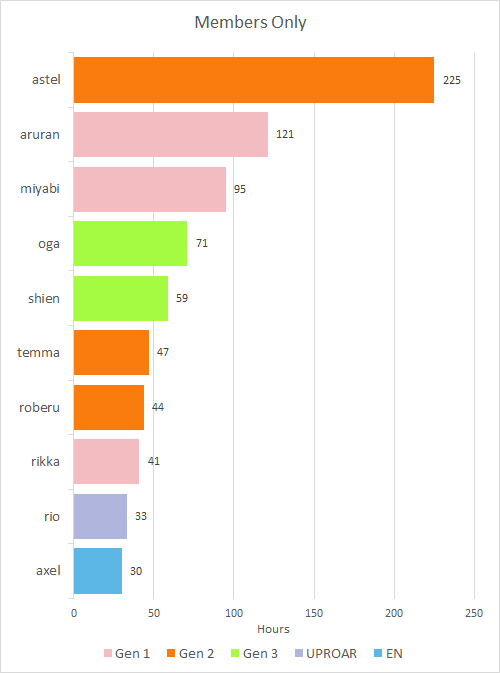 Members Only
astel 225
aruran 121
miyabi 95
oga 71
shien 59
temma 47
roberu 44
rikka 41
rio 33
axel 30
0 50 100 150 200 250
Hours
Gen 1 Gen 2 Gen 3 UPROAR EN